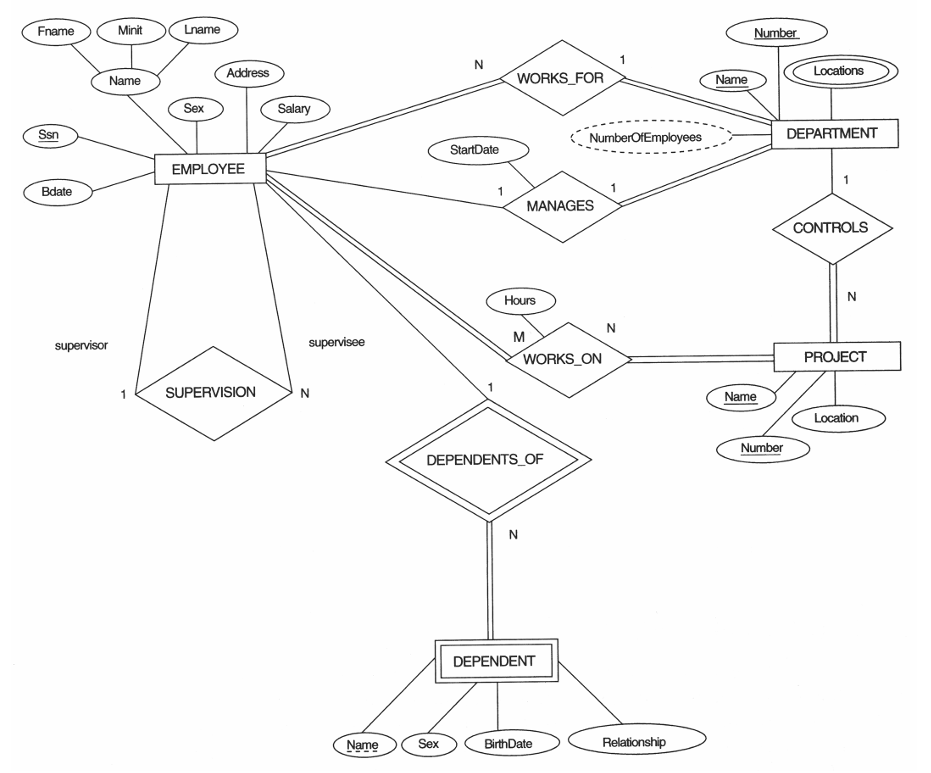 Fname
Minit
Lname
Number
Name
Address
N
WORKS_FOR
1
Name
Locations
Sex
Salary
Ssn
StartDate
NumberOfEmployees
DEPARTMENT
EMPLOYEE
Bdate
1
MANAGES
1
1
CONTROLS
Hours
N
supervisor
supervisee
M
WORKS_ON
N
PROJECT
1
SUPERVISION
N
1
Name
Location
Number
DEPENDENTS_OF
N
DEPENDENT
Name
Sex
BirthDate
Relationship